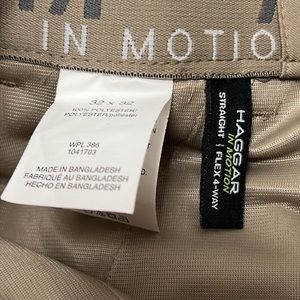 IN MOTIO
32 x 32
100% POLYESTER/
POLYESTER/poliéster
WPL 386
1041703
MADE IN BANGLADESH
FABRIQUÉ AU BANGLADESH
HECHO EN BANGLADESH
HAGGAR
IN MOTION
STRAIGHT | FLEX 4-WAY